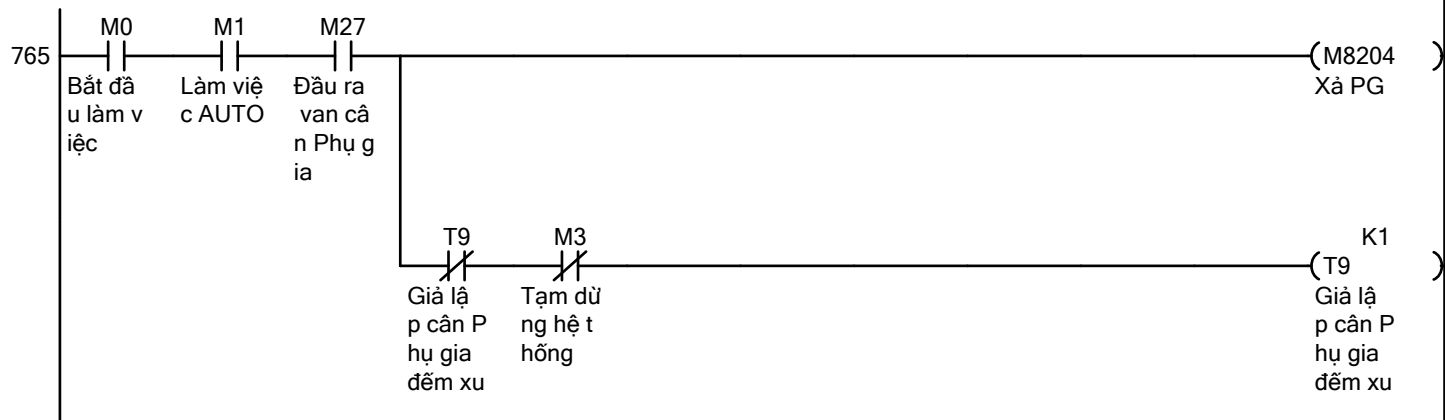 M0 M1 M27
765 M8204
Bắt đầ Làm việ Đầu ra Xả PG
u làm v c AUTO van câ
iệc n Phụ g
ia
T9 M3 K1
T9
Giả lậ Tạm dừ Giả lậ
p cân P ng hệ t p cân P
hụ gia hống hụ gia
đếm xu đếm xu